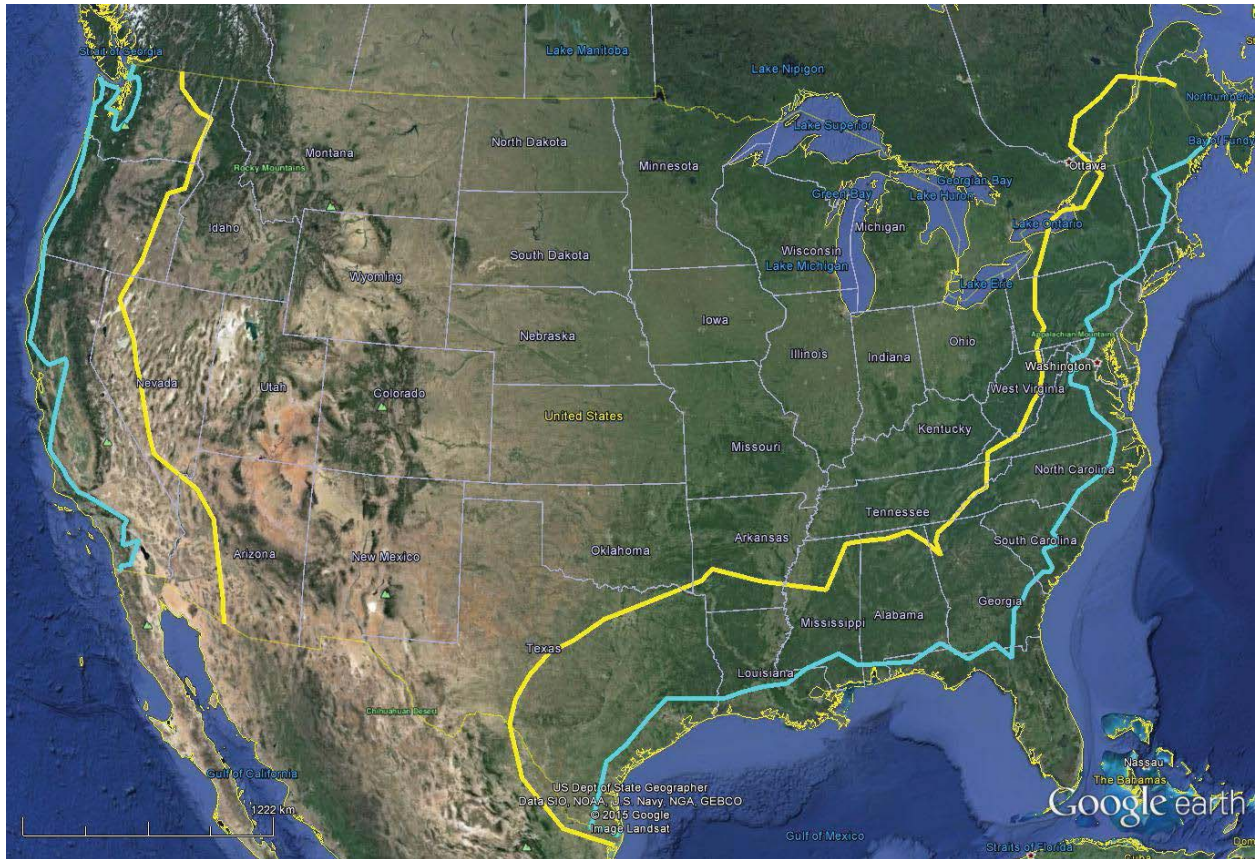 Strait of Georgia
Lake Manitoba
Lake Nipigon
Northumberla
Lake Superior
North Dakota
Montana
Minnesota
Bay of Fundy
Ottawa
Rocky Mountains
Georgian Bay
Green Bay
Lake Huron
Idaho
Michigan
Lake Ontario
South Dakota
Wisconsin
Lake Michigan
Wyoming
Lake Erie
Iowa
Nebraska
Appalachian Mountains
Illinois
Indiana
Ohio
Washington
Nevada
Utah
Colorado
West Virginia
United States
Kentucky
Missouri
North Carolina
Tennessee
Arkansas
South Carolina
Arizona
New Mexico
Oklahoma
Georgia
Mississippi
Alabama
Texas
Louisiana
Chihuahuan Desert
Nassau
Gulf of California
The Bahamas
US Dept of State Geographer
Data SIO, NOAA, U.S. Navy, NGA, GEBCO
© 2015 Google
Image Landsat
1222 km
Google earth
Gulf of Mexico
Straits of Florida
Cuba